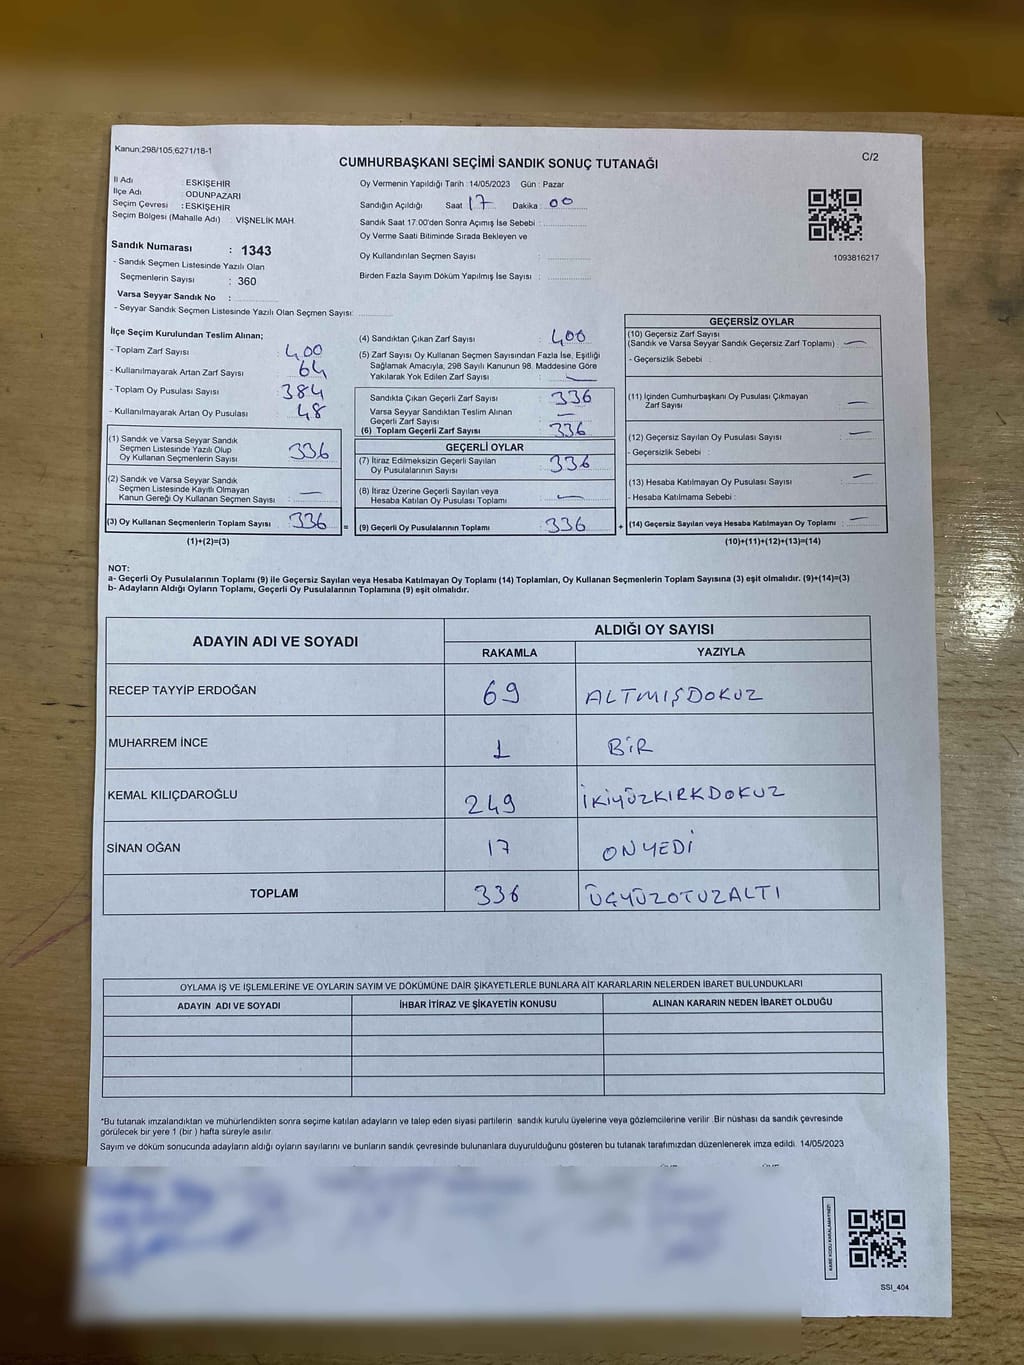 Kanun:298/105,6271/18-1
CUMHURBAŞKANI SEÇİMİ SANDIK SONUÇ TUTANAĞI
C/2
İl Adı : ESKİŞEHİR
İlçe Adı : ODUNPAZARI
Seçim Çevresi : ESKİŞEHİR
Seçim Bölgesi (Mahalle Adı) : VİŞNELİK MAH.
Sandık Numarası : 1343
- Sandık Seçmen Listesinde Yazılı Olan
Seçmenlerin Sayısı : 360
Varsa Seyyar Sandık No :
- Seyyar Sandık Seçmen Listesinde Yazılı Olan Seçmen Sayısı:
Oy Vermenin Yapıldığı Tarih : 14/05/2023 Gün : Pazar
Sandığın Açıldığı Saat 17 Dakika : 00
Sandık Saat 17:00'den Sonra Açımış İse Sebebi :
Oy Verme Saati Bitiminde Sırada Bekleyen ve
Oy Kullandırılan Seçmen Sayısı :
Birden Fazla Sayım Döküm Yapılmış İse Sayısı :
1093816217
İlçe Seçim Kurulundan Teslim Alınan;
- Toplam Zarf Sayısı : 400
- Kullanılmayarak Artan Zarf Sayısı : 64
- Toplam Oy Pusulası Sayısı : 384
- Kullanılmayarak Artan Oy Pusulası : 48
(1) Sandık ve Varsa Seyyar Sandık
Seçmen Listesinde Yazılı Olup
Oy Kullanan Seçmenlerin Sayısı : 336
(2) Sandık ve Varsa Seyyar Sandık
Seçmen Listesinde Kayıtlı Olmayan
Kanun Gereği Oy Kullanan Seçmen Sayısı : —
(3) Oy Kullanan Seçmenlerin Toplam Sayısı : 336
(1)+(2)=(3)
=
(4) Sandıktan Çıkan Zarf Sayısı : 400
(5) Zarf Sayısı Oy Kullanan Seçmen Sayısından Fazla İse, Eşitliği
Sağlamak Amacıyla, 298 Sayılı Kanunun 98. Maddesine Göre
Yakılarak Yok Edilen Zarf Sayısı : —
Sandıkta Çıkan Geçerli Zarf Sayısı : 336
Varsa Seyyar Sandıktan Teslim Alınan
Geçerli Zarf Sayısı : —
(6) Toplam Geçerli Zarf Sayısı : 336
GEÇERLİ OYLAR
(7) İtiraz Edilmeksizin Geçerli Sayılan
Oy Pusulalarının Sayısı : 336
(8) İtiraz Üzerine Geçerli Sayılan veya
Hesaba Katılan Oy Pusulası Toplamı : —
(9) Geçerli Oy Pusulalarının Toplamı : 336
+
GEÇERSİZ OYLAR
(10) Geçersiz Zarf Sayısı
(Sandık ve Varsa Seyyar Sandık Geçersiz Zarf Toplamı) : —
- Geçersizlik Sebebi :
(11) İçinden Cumhurbaşkanı Oy Pusulası Çıkmayan
Zarf Sayısı : —
(12) Geçersiz Sayılan Oy Pusulası Sayısı : —
- Geçersizlik Sebebi :
(13) Hesaba Katılmayan Oy Pusulası Sayısı : —
- Hesaba Katılmama Sebebi :
(14) Geçersiz Sayılan veya Hesaba Katılmayan Oy Toplamı : —
(10)+(11)+(12)+(13)=(14)
NOT:
a- Geçerli Oy Pusulalarının Toplamı (9) ile Geçersiz Sayılan veya Hesaba Katılmayan Oy Toplamı (14) Toplamları, Oy Kullanan Seçmenlerin Toplam Sayısına (3) eşit olmalıdır. (9)+(14)=(3)
b- Adayların Aldığı Oyların Toplamı, Geçerli Oy Pusulalarının Toplamına (9) eşit olmalıdır.
ADAYIN ADI VE SOYADI
ALDIĞI OY SAYISI
RAKAMLA YAZIYLA
RECEP TAYYİP ERDOĞAN 69 ALTMIŞDOKUZ
MUHARREM İNCE 1 BİR
KEMAL KILIÇDAROĞLU 249 İKİYÜZKIRKDOKUZ
SİNAN OĞAN 17 ONYEDİ
TOPLAM 336 ÜÇYÜZOTUZALTI
OYLAMA İŞ VE İŞLEMLERİNE VE OYLARIN SAYIM VE DÖKÜMÜNE DAİR ŞİKAYETLERLE BUNLARA AİT KARARLARIN NELERDEN İBARET BULUNDUKLARI
ADAYIN ADI VE SOYADI İHBAR İTİRAZ VE ŞİKAYETİN KONUSU ALINAN KARARIN NEDEN İBARET OLDUĞU
*Bu tutanak imzalandıktan ve mühürlendikten sonra seçime katılan adayların ve talep eden siyasi partilerin sandık kurulu üyelerine veya gözlemcilerine verilir. Bir nüshası da sandık çevresinde
görülecek bir yere 1 (bir ) hafta süreyle asılır.
Sayım ve döküm sonucunda adayların aldığı oyların sayılarını ve bunların sandık çevresinde bulunanlara duyurulduğunu gösteren bu tutanak tarafımızdan düzenlenerek imza edildi. 14/05/2023
KARE KODU KARALAMAYINIZ!
SSİ_404